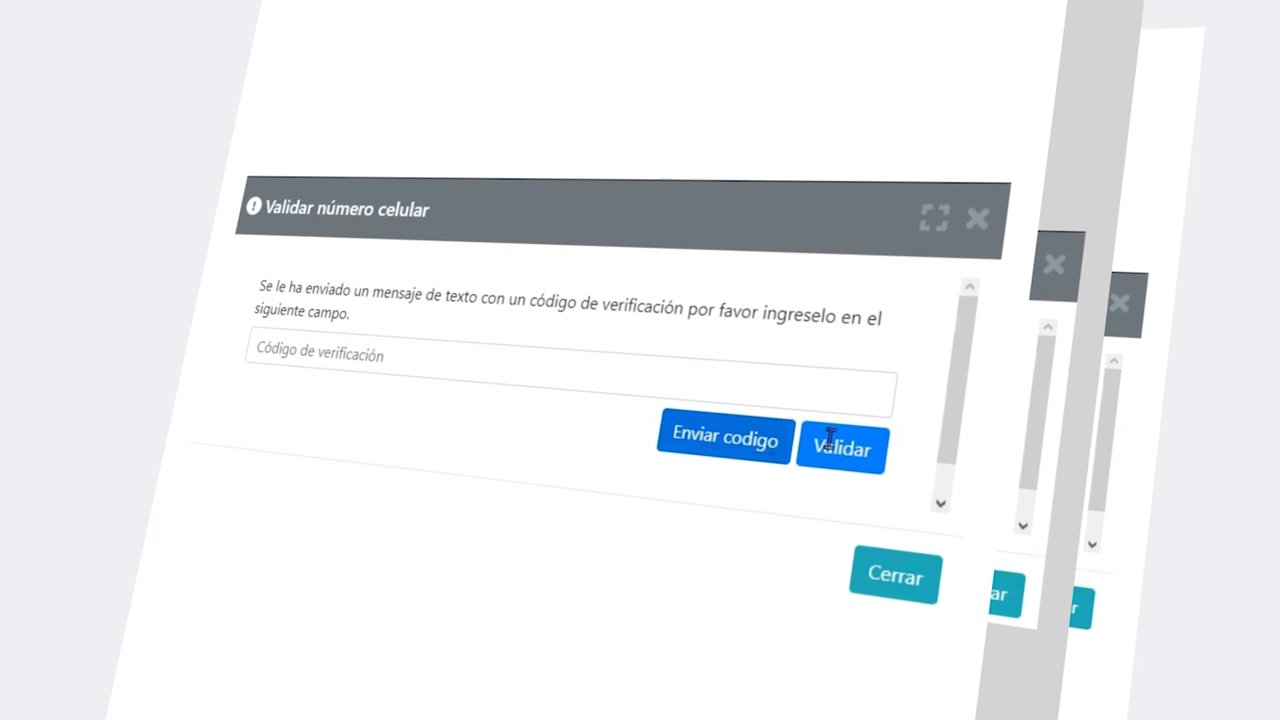 Validar número celular
Se le ha enviado un mensaje de texto con un código de verificación por favor ingreselo en el
siguiente campo.
Código de verificación
Enviar codigo
Validar
Cerrar
ar
r